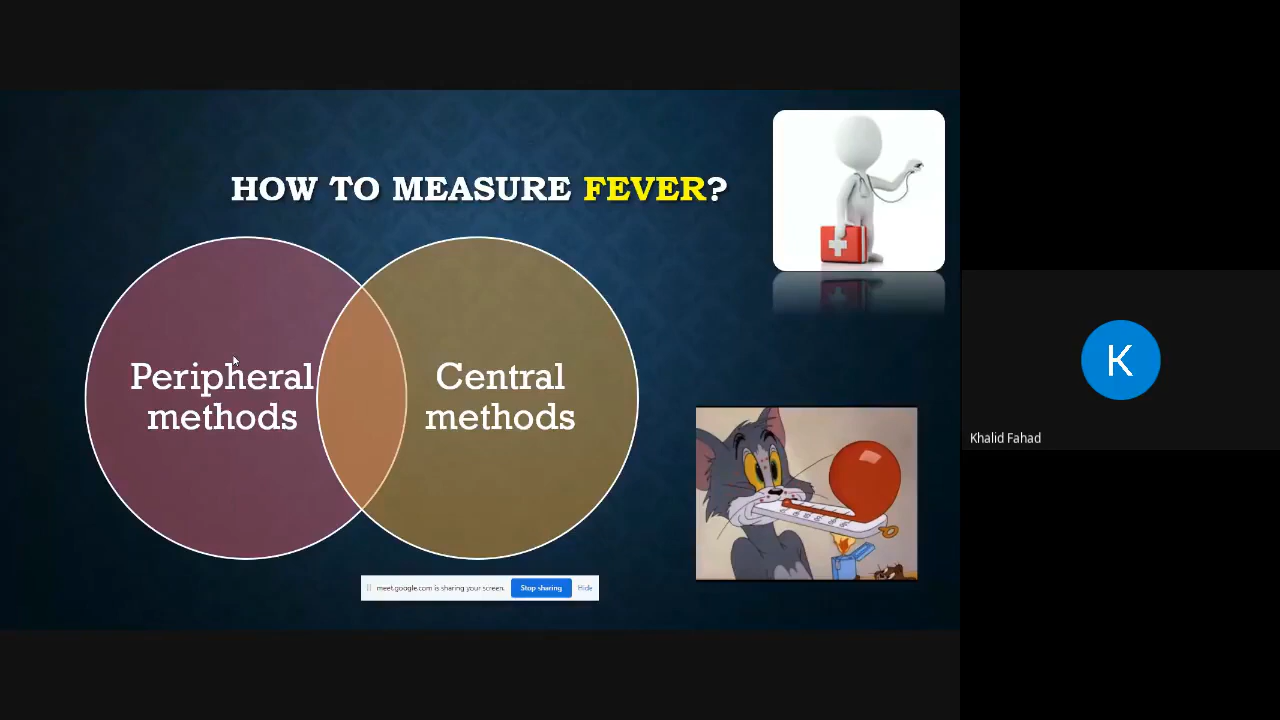 HOW TO MEASURE FEVER?
Peripheral
methods
Central
methods
meet.google.com is sharing your screen.
Stop sharing
Hide
K
Khalid Fahad